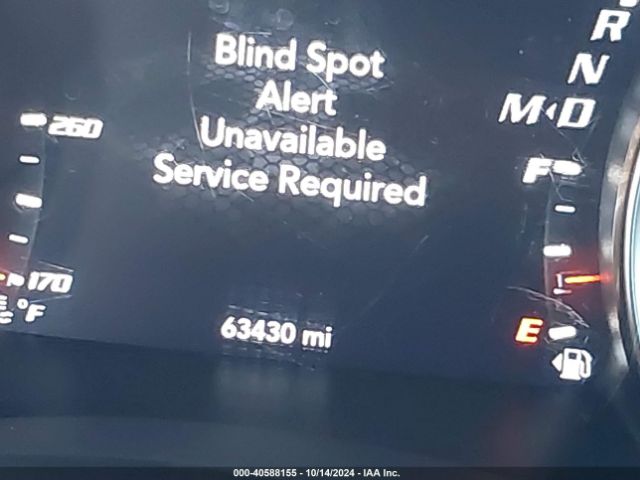 Blind Spot
Alert
Unavailable
Service Required
R
N
M D
260
F
170
°F
E
63430 mi
000-40588155 - 10/14/2024 - IAA Inc.